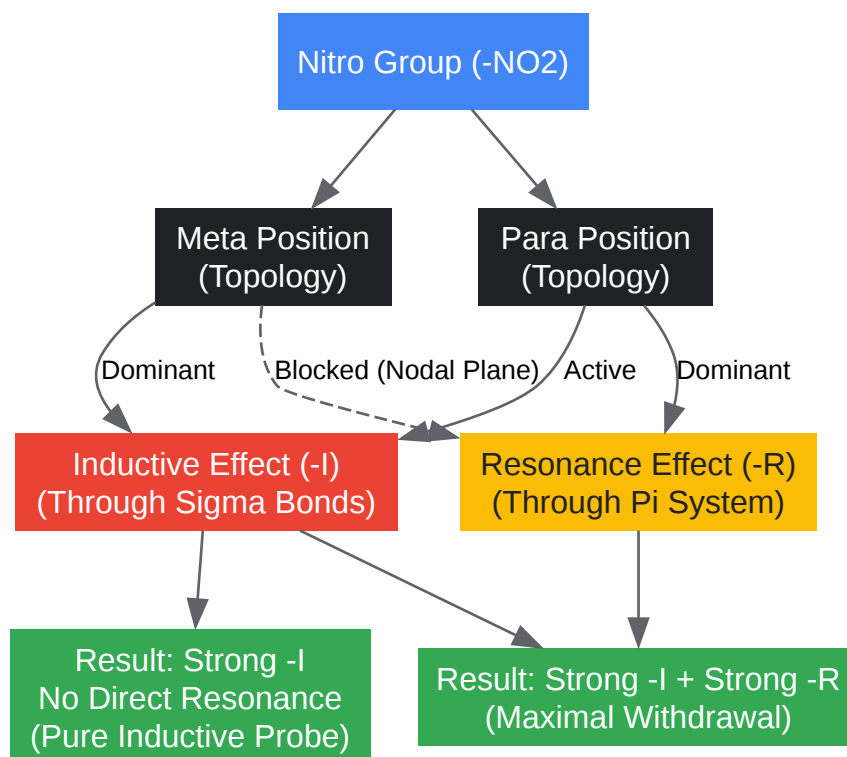 Nitro Group (-NO2)
Meta Position
(Topology)
Para Position
(Topology)
Dominant
Blocked (Nodal Plane)
Active
Dominant
Inductive Effect (-I)
(Through Sigma Bonds)
Resonance Effect (-R)
(Through Pi System)
Result: Strong -I
No Direct Resonance
(Pure Inductive Probe)
Result: Strong -I + Strong -R
(Maximal Withdrawal)